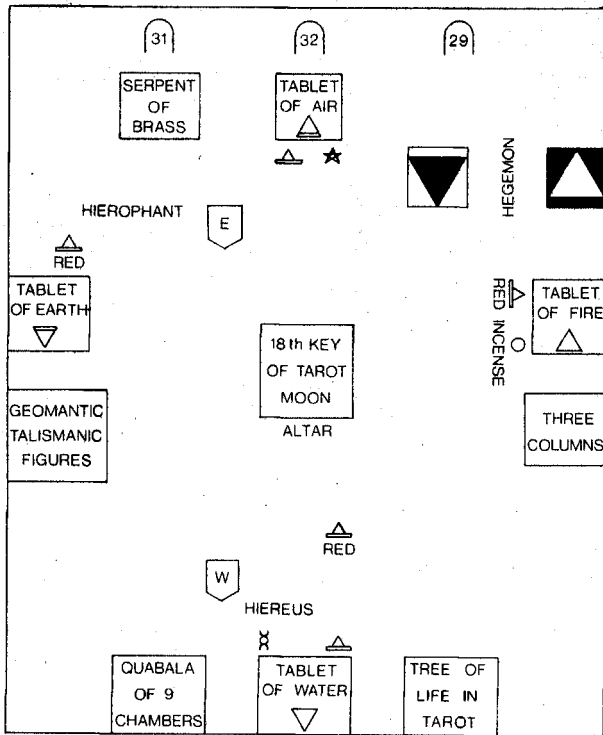 31
32
29
SERPENT
OF
BRASS
TABLET
OF AIR
HEGEMON
HIEROPHANT
E
RED
TABLET
OF EARTH
RED INCENSE
TABLET
OF FIRE
18th KEY
OF TAROT
MOON
ALTAR
GEOMANTIC
TALISMANIC
FIGURES
THREE
COLUMNS
RED
W
HIEREUS
QUABALA
OF 9
CHAMBERS
TABLET
OF WATER
TREE OF
LIFE IN
TAROT